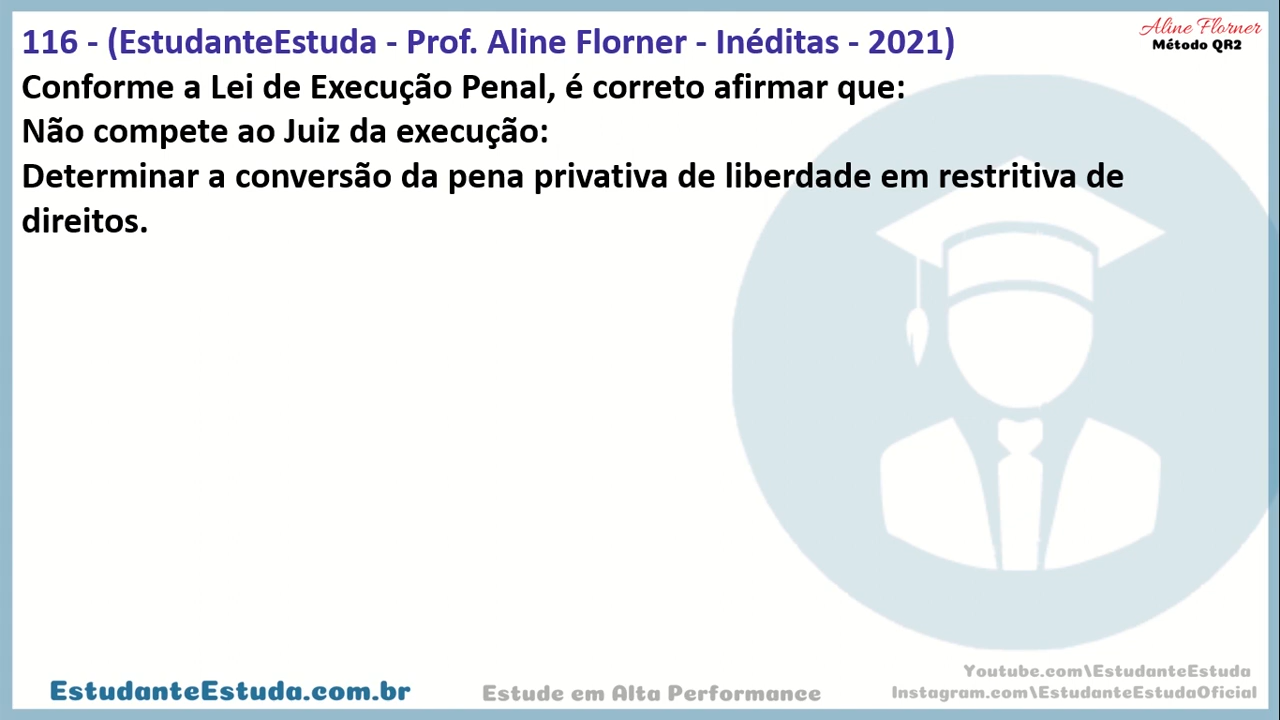 116 - (EstudanteEstuda - Prof. Aline Florner - Inéditas - 2021)
Aline Florner
Método QR2
Conforme a Lei de Execução Penal, é correto afirmar que:
Não compete ao Juiz da execução:
Determinar a conversão da pena privativa de liberdade em restritiva de
direitos.
Youtube.com\EstudanteEstuda
EstudanteEstuda.com.br
Estude em Alta Performance
Instagram.com\EstudanteEstudaOficial